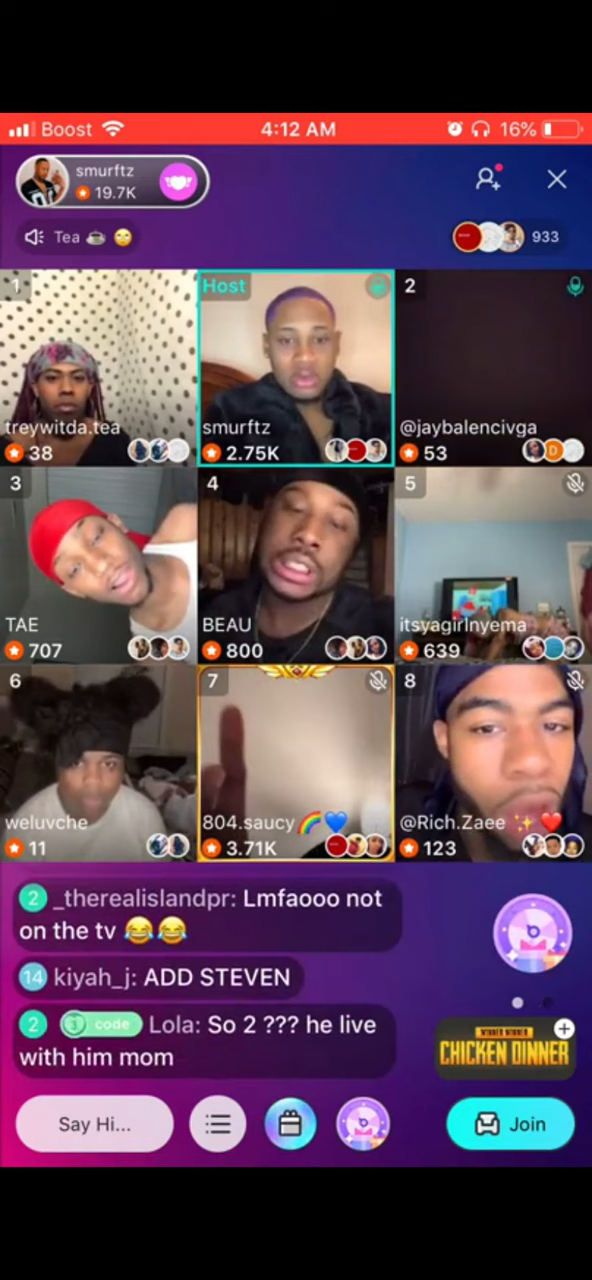 Boost 4:12 AM 16%
smurftz
19.7K
Tea ☕ 🙄 933
1 Host 2
treywitda.tea smurftz @jaybalencivga
38 2.75K 53
3 4 5
TAE BEAU itsyagirlnyema
707 800 639
6 7 8
weluvche 804.saucy🌈💙 @Rich.Zaee ✨ ❤️
11 3.71K 123
2 _therealislandpr: Lmfaooo not
on the tv 😂😂
14 kiyah_j: ADD STEVEN
2 code Lola: So 2 ??? he live
with him mom
WINNER WINNER
CHICKEN DINNER
Say Hi... Join